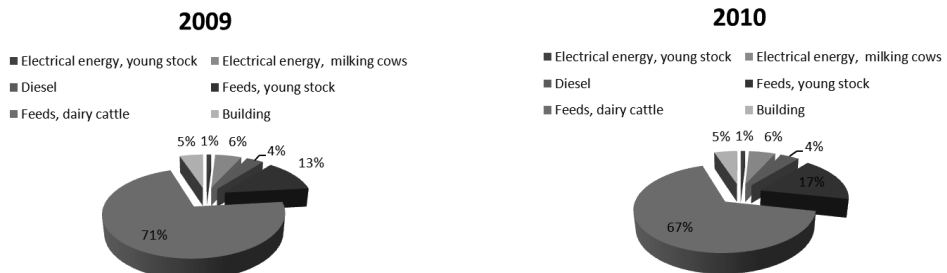 2009
Electrical energy, young stock Electrical energy, milking cows
Diesel Feeds, young stock
Feeds, dairy cattle Building
5% 1% 6% 4% 13%
71%
2010
Electrical energy, young stock Electrical energy, milking cows
Diesel Feeds, young stock
Feeds, dairy cattle Building
5% 1% 6% 4%
17%
67%